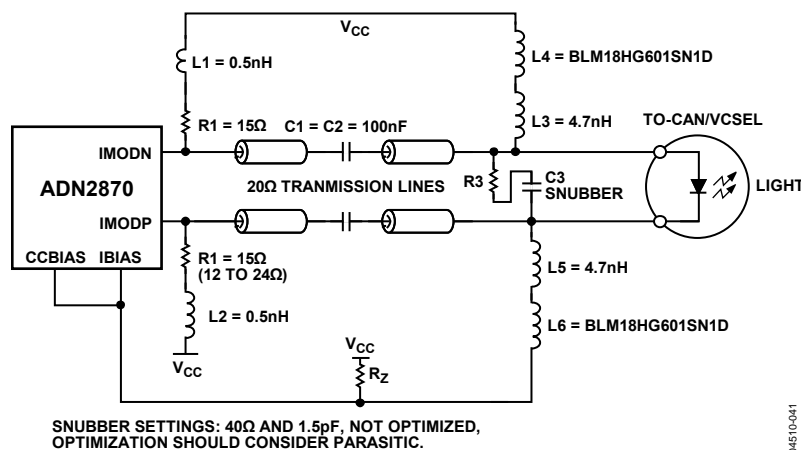 VCC
L1 = 0.5nH
L4 = BLM18HG601SN1D
R1 = 15Ω
C1 = C2 = 100nF
L3 = 4.7nH
TO-CAN/VCSEL
IMODN
ADN2870
20Ω TRANMISSION LINES
R3
C3
SNUBBER
LIGHT
IMODP
CCBIAS
IBIAS
R1 = 15Ω
(12 TO 24Ω)
L5 = 4.7nH
L2 = 0.5nH
L6 = BLM18HG601SN1D
VCC
VCC
RZ
SNUBBER SETTINGS: 40Ω AND 1.5pF, NOT OPTIMIZED,
OPTIMIZATION SHOULD CONSIDER PARASITIC.
04510-041